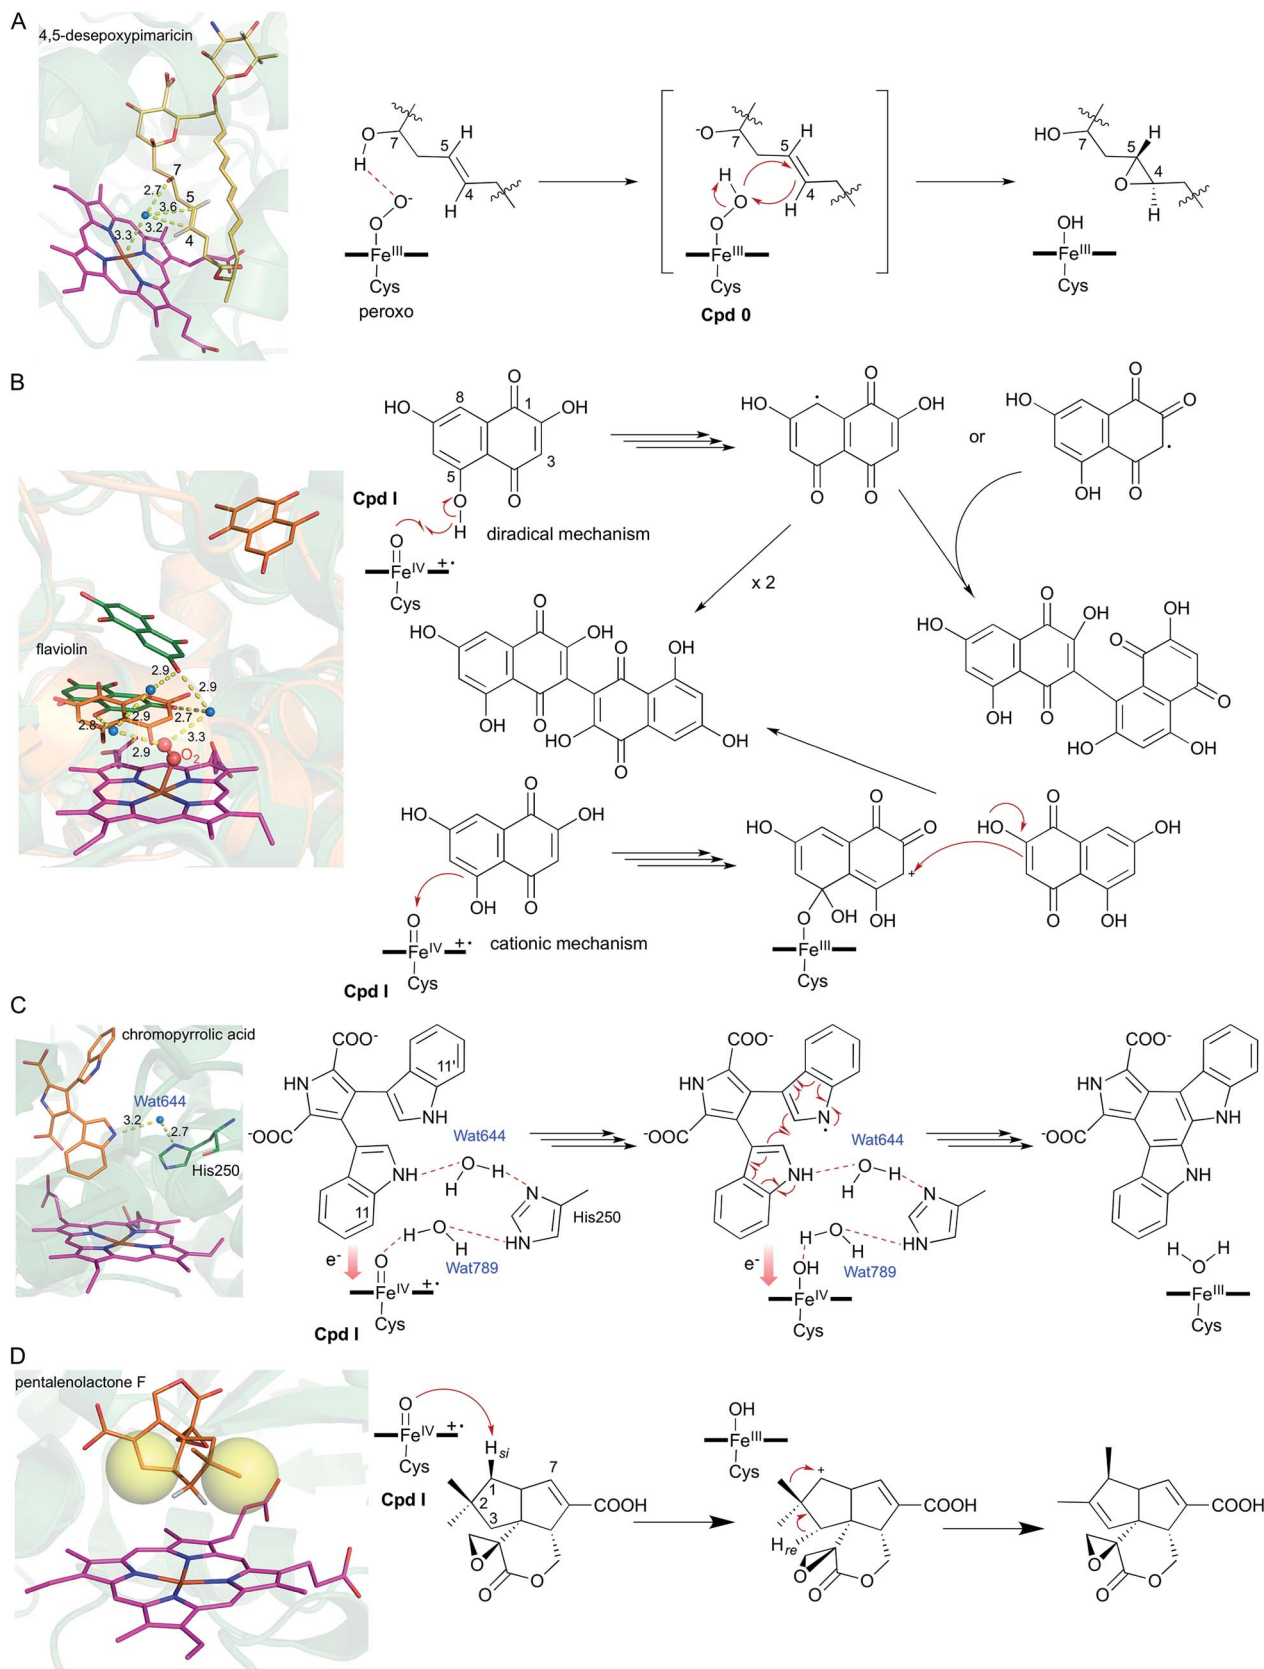 A
4,5-desepoxypimaricin
7
2.7
5
3.6
3.2
3.3
4
O
H
7
5
H
4
H
O
O⁻
Feᴵᴵᴵ
Cys
peroxo
⁻O
7
5
H
4
H
H
O
O
Feᴵᴵᴵ
Cys
Cpd 0
HO
7
5
H
4
O
H
OH
Feᴵᴵᴵ
Cys
B
flaviolin
2.9
2.9
2.9
2.7
2.8
3.3
2.9
O₂
HO
8
O
1
OH
3
5
O
O
H
Cpd I
diradical mechanism
O
Feᴵⱽ
+•
Cys
HO
•
O
OH
O
O
or
HO
O
O
•
OH
O
x 2
HO
O
OH
O
OH
OH
O
HO
O
OH
HO
O
OH
OH
O
O
OH
O
HO
OH
HO
O
OH
OH
O
O
Feᴵⱽ
+•
Cys
cationic mechanism
Cpd I
HO
O
O
+
O
OH
OH
Feᴵᴵᴵ
Cys
HO
O
OH
O
OH
C
chromopyrrolic acid
Wat644
3.2
2.7
His250
COO⁻
HN
11'
NH
⁻OOC
Wat644
NH
O
H
H
N
11
His250
H
O
H
HN
e⁻
O
Wat789
Feᴵⱽ
+•
Cys
Cpd I
COO⁻
HN
N
•
⁻OOC
Wat644
NH
O
H
H
N
His250
H
O
H
HN
e⁻
OH
Wat789
Feᴵⱽ
Cys
COO⁻
HN
NH
⁻OOC
NH
H
O
H
Feᴵᴵᴵ
Cys
D
pentalenolactone F
O
Feᴵⱽ
+•
Cys
Cpd I
H si
7
1
2
3
COOH
O
O
O
OH
Feᴵᴵᴵ
Cys
+
COOH
H re
O
O
O
COOH
O
O
O